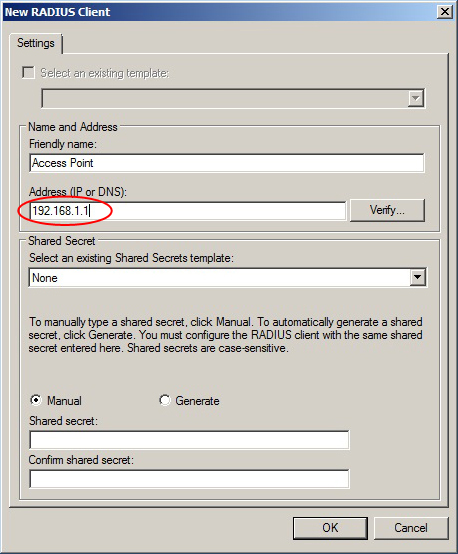 New RADIUS Client
Settings
Select an existing template:
Name and Address
Friendly name:
Access Point
Address (IP or DNS):
192.168.1.1
Verify...
Shared Secret
Select an existing Shared Secrets template:
None
To manually type a shared secret, click Manual. To automatically generate a shared
secret, click Generate. You must configure the RADIUS client with the same shared
secret entered here. Shared secrets are case-sensitive.
Manual
Generate
Shared secret:
Confirm shared secret:
OK
Cancel